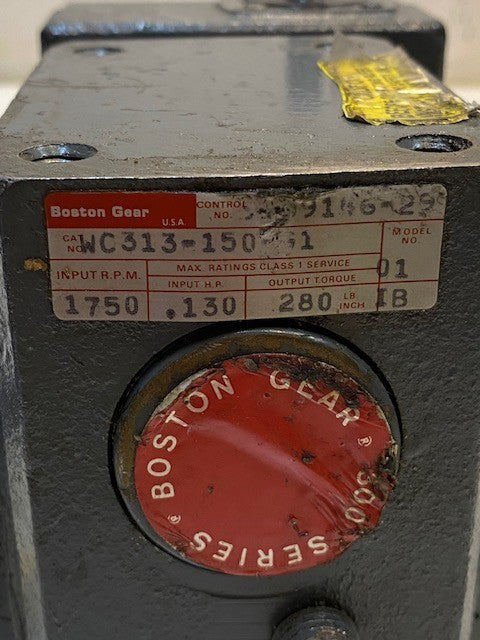 Boston Gear
U.S.A.
CONTROL NO.
CAT. NO. WC313-150
MODEL NO.
INPUT R.P.M. MAX. RATINGS CLASS 1 SERVICE 01
INPUT H.P. OUTPUT TORQUE
1750 .130 280 LB INCH IB
BOSTON GEAR®
SERIES ®